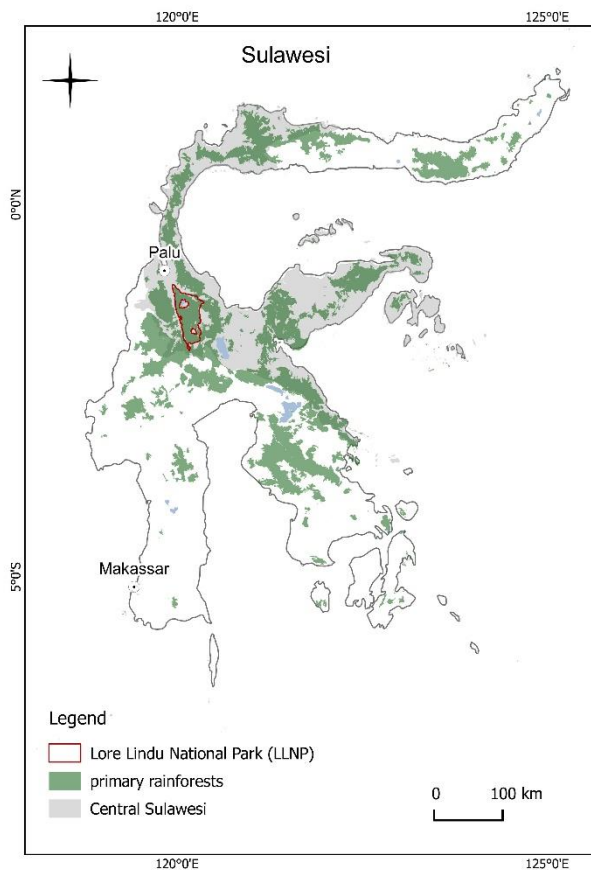 120°0'E 125°0'E
Sulawesi
0°0'N
Palu
Makassar
5°0'S
Legend
Lore Lindu National Park (LLNP)
primary rainforests
Central Sulawesi
0 100 km
120°0'E 125°0'E